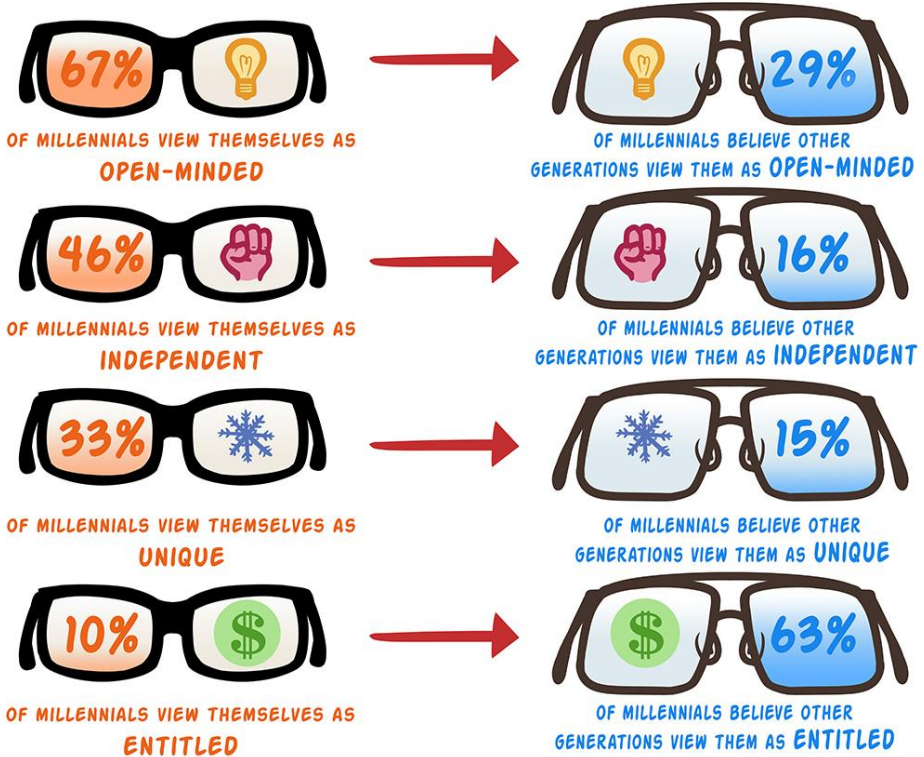 67%
29%
OF MILLENNIALS VIEW THEMSELVES AS
OPEN-MINDED
OF MILLENNIALS BELIEVE OTHER
GENERATIONS VIEW THEM AS OPEN-MINDED
46%
16%
OF MILLENNIALS VIEW THEMSELVES AS
INDEPENDENT
OF MILLENNIALS BELIEVE OTHER
GENERATIONS VIEW THEM AS INDEPENDENT
33%
15%
OF MILLENNIALS VIEW THEMSELVES AS
UNIQUE
OF MILLENNIALS BELIEVE OTHER
GENERATIONS VIEW THEM AS UNIQUE
10%
$
$
63%
OF MILLENNIALS VIEW THEMSELVES AS
ENTITLED
OF MILLENNIALS BELIEVE OTHER
GENERATIONS VIEW THEM AS ENTITLED